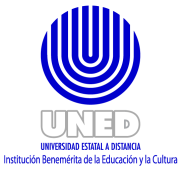 UNED
UNIVERSIDAD ESTATAL A DISTANCIA
Institución Benemérita de la Educación y la Cultura